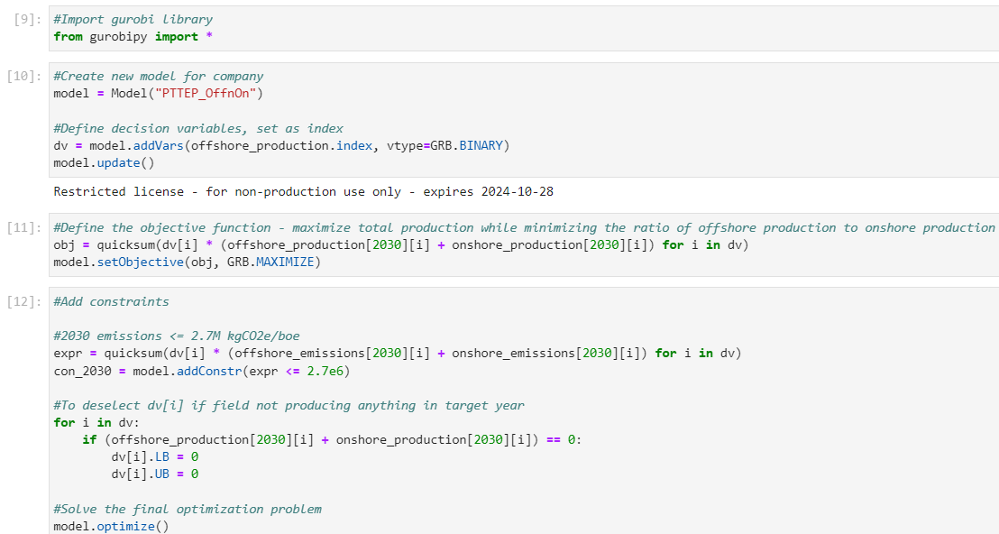 [9]: #Import gurobi library
from gurobipy import *
[10]: #Create new model for company
model = Model("PTTEP_OffnOn")
#Define decision variables, set as index
dv = model.addVars(offshore_production.index, vtype=GRB.BINARY)
model.update()
Restricted license - for non-production use only - expires 2024-10-28
[11]: #Define the objective function - maximize total production while minimizing the ratio of offshore production to onshore production
obj = quicksum(dv[i] * (offshore_production[2030][i] + onshore_production[2030][i]) for i in dv)
model.setObjective(obj, GRB.MAXIMIZE)
[12]: #Add constraints
#2030 emissions <= 2.7M kgCO2e/boe
expr = quicksum(dv[i] * (offshore_emissions[2030][i] + onshore_emissions[2030][i]) for i in dv)
con_2030 = model.addConstr(expr <= 2.7e6)
#To deselect dv[i] if field not producing anything in target year
for i in dv:
    if (offshore_production[2030][i] + onshore_production[2030][i]) == 0:
        dv[i].LB = 0
        dv[i].UB = 0
#Solve the final optimization problem
model.optimize()